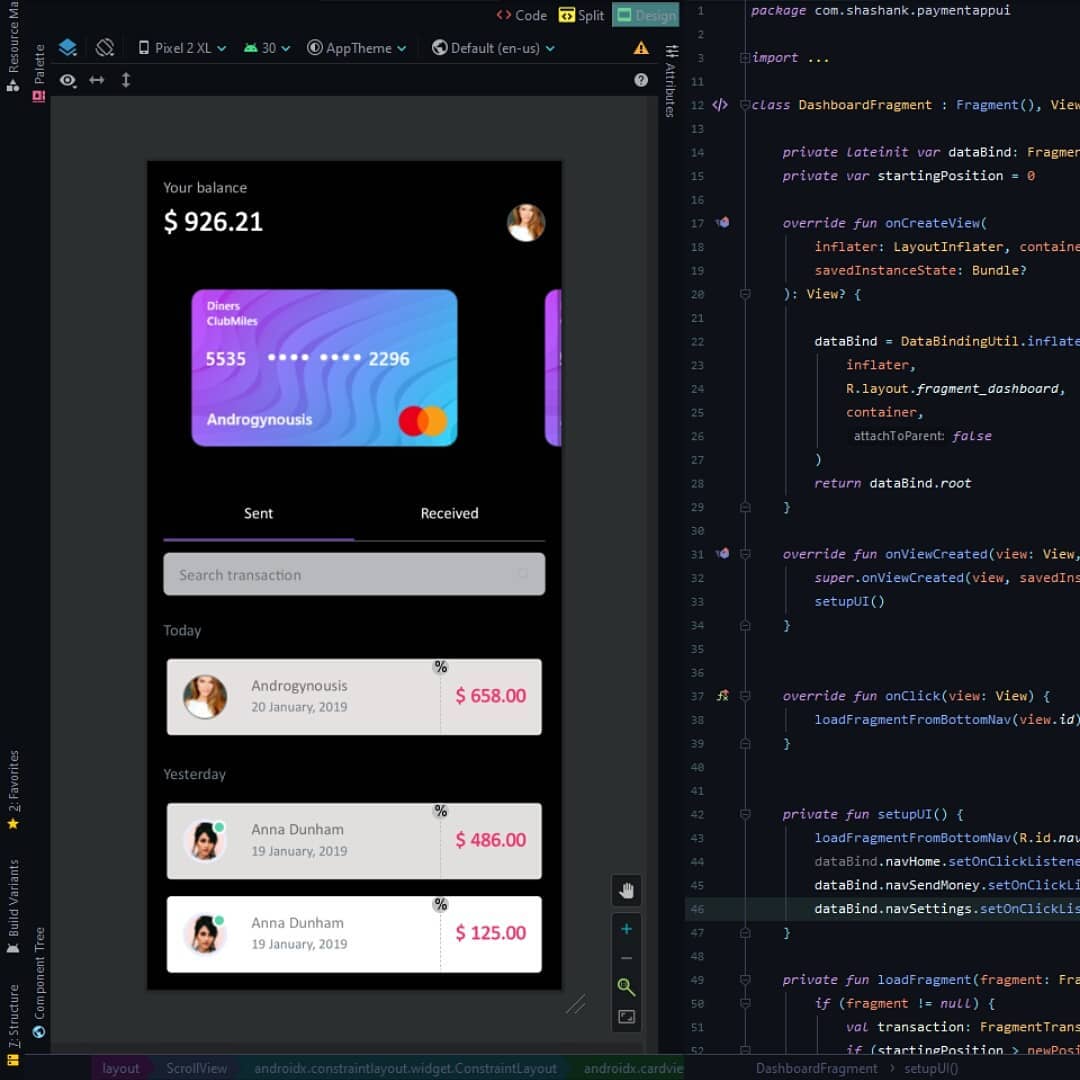 Resource Ma
Palette
2: Favorites
Build Variants
Component Tree
7: Structure
Code
Split
Design
Pixel 2 XL
30
AppTheme
Default (en-us)
Attributes
Your balance
$ 926.21
Diners
ClubMiles
5535 •••• •••• 2296
Androgynousis
Sent
Received
Search transaction
Today
%
Androgynousis
20 January, 2019
$ 658.00
Yesterday
%
Anna Dunham
19 January, 2019
$ 486.00
%
Anna Dunham
19 January, 2019
$ 125.00
layout
ScrollView
androidx.constraintlayout.widget.ConstraintLayout
androidx.cardvie
1 package com.shashank.paymentappui
2
3 import ...
11
12 </> class DashboardFragment : Fragment(), View
13
14 private lateinit var dataBind: Fragmen
15 private var startingPosition = 0
16
17 override fun onCreateView(
18 inflater: LayoutInflater, containe
19 savedInstanceState: Bundle?
20 ): View? {
21
22 dataBind = DataBindingUtil.inflate
23 inflater,
24 R.layout.fragment_dashboard,
25 container,
26 attachToParent: false
27 )
28 return dataBind.root
29 }
30
31 override fun onViewCreated(view: View,
32 super.onViewCreated(view, savedIns
33 setupUI()
34 }
35
36
37 override fun onClick(view: View) {
38 loadFragmentFromBottomNav(view.id)
39 }
40
41
42 private fun setupUI() {
43 loadFragmentFromBottomNav(R.id.nav
44 dataBind.navHome.setOnClickListene
45 dataBind.navSendMoney.setOnClickLi
46 dataBind.navSettings.setOnClickLis
47 }
48
49 private fun loadFragment(fragment: Fra
50 if (fragment != null) {
51 val transaction: FragmentTrans
52 if (startingPosition > newPosi
DashboardFragment
setupUI()